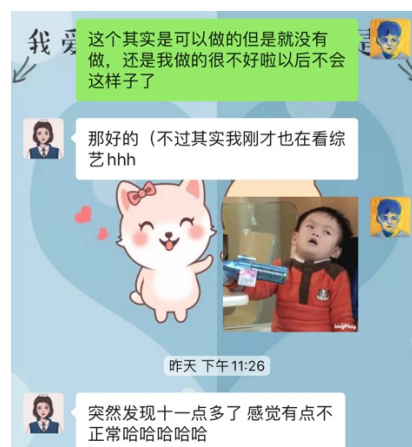 我爱
这个其实是可以做的但是就没有
做，还是我做的很不好啦以后不会
这样子了
那好的（不过其实我刚才也在看综
艺hhh
昨天 下午11:26
突然发现十一点多了 感觉有点不
正常哈哈哈哈哈